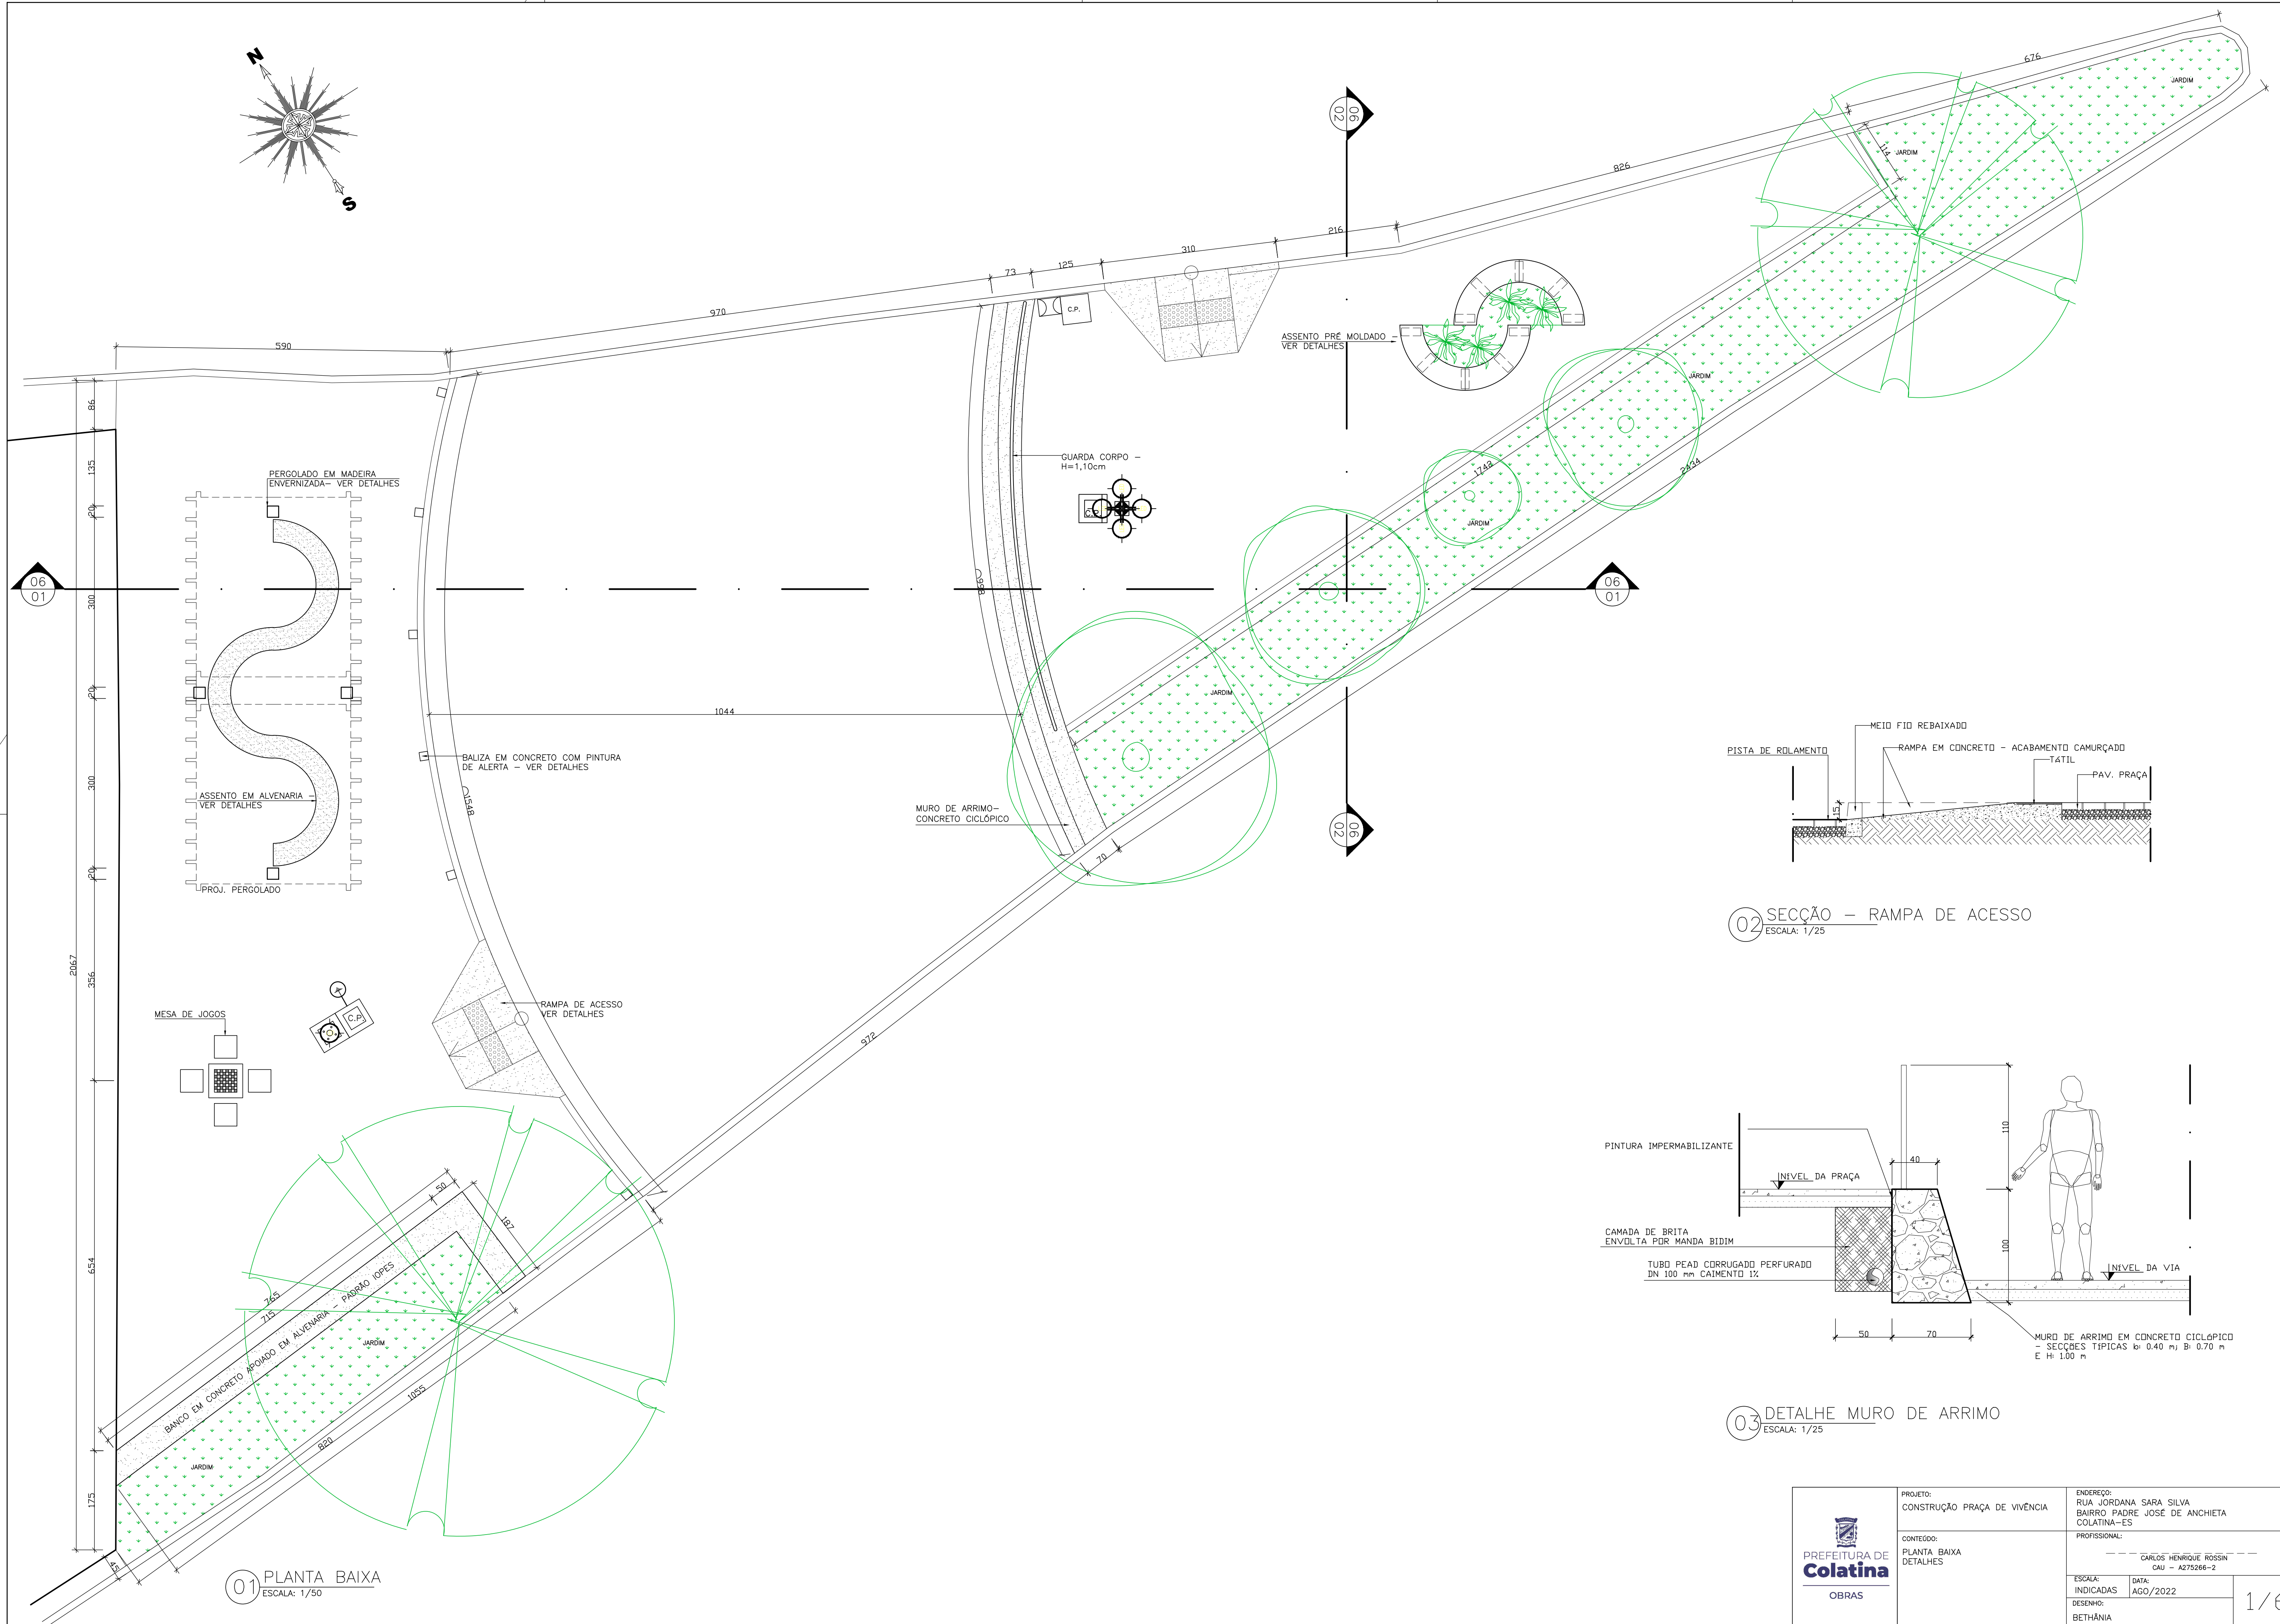 N
S
676
JARDIM
114
JARDIM
826
06
02
216
310
125
73
970
590
C.P.
ASSENTO PRÉ MOLDADO –
VER DETALHES
JARDIM
86
135
20
300
20
300
20
356
654
175
2067
PERGOLADO EM MADEIRA
ENVERNIZADA– VER DETALHES
GUARDA CORPO –
H=1,10cm
C.P.
1748
2434
JARDIM
06
01
998
06
01
JARDIM
1044
BALIZA EM CONCRETO COM PINTURA
DE ALERTA – VER DETALHES
ASSENTO EM ALVENARIA –
VER DETALHES
1548
MURO DE ARRIMO–
CONCRETO CICLÓPICO
06
02
70
PROJ. PERGOLADO
MESA DE JOGOS
C.P.
RAMPA DE ACESSO
VER DETALHES
972
50
187
765
715
BANCO EM CONCRETO APOIADO EM ALVENARIA – PADRÃO IOPES
JARDIM
1055
820
JARDIM
45
01
PLANTA BAIXA
ESCALA: 1/50
MEIO FIO REBAIXADO
PISTA DE ROLAMENTO
RAMPA EM CONCRETO – ACABAMENTO CAMURÇADO
TáTIL
PAV. PRAÇA
15
02
SECÇÃO – RAMPA DE ACESSO
ESCALA: 1/25
PINTURA IMPERMABILIZANTE
NíVEL DA PRAÇA
40
110
CAMADA DE BRITA
ENVOLTA POR MANDA BIDIM
100
TUBO PEAD CORRUGADO PERFURADO
DN 100 mm CAIMENTO 1%
NíVEL DA VIA
50
70
MURO DE ARRIMO EM CONCRETO CICLóPICO
– SECÇõES TíPICAS b: 0.40 m; B: 0.70 m
E H: 1.00 m
03
DETALHE MURO DE ARRIMO
ESCALA: 1/25
PREFEITURA DE
Colatina
OBRAS
PROJETO:
CONSTRUÇÃO PRAÇA DE VIVÊNCIA
ENDEREÇO:
RUA JORDANA SARA SILVA
BAIRRO PADRE JOSÉ DE ANCHIETA
COLATINA–ES
CONTEÚDO:
PLANTA BAIXA
DETALHES
PROFISSIONAL:
CARLOS HENRIQUE ROSSIN
CAU – A275266–2
ESCALA:
INDICADAS
DATA:
AGO/2022
DESENHO:
BETHÂNIA
1/6